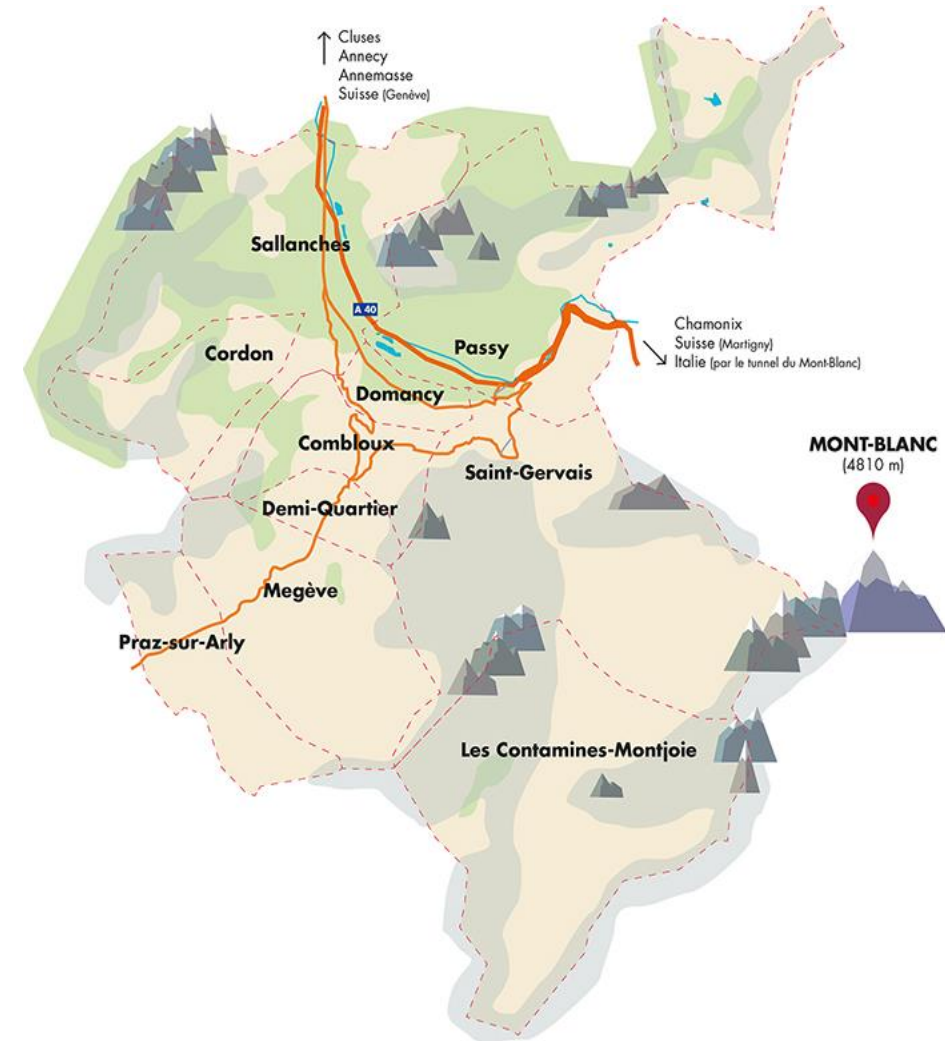 Cluses
Annecy
Annemasse
Suisse (Genève)
Sallanches
A 40
Chamonix
Suisse (Martigny)
Italie (par le tunnel du Mont-Blanc)
Passy
Cordon
Domancy
Combloux
MONT-BLANC
(4810 m)
Saint-Gervais
Demi-Quartier
Megève
Praz-sur-Arly
Les Contamines-Montjoie